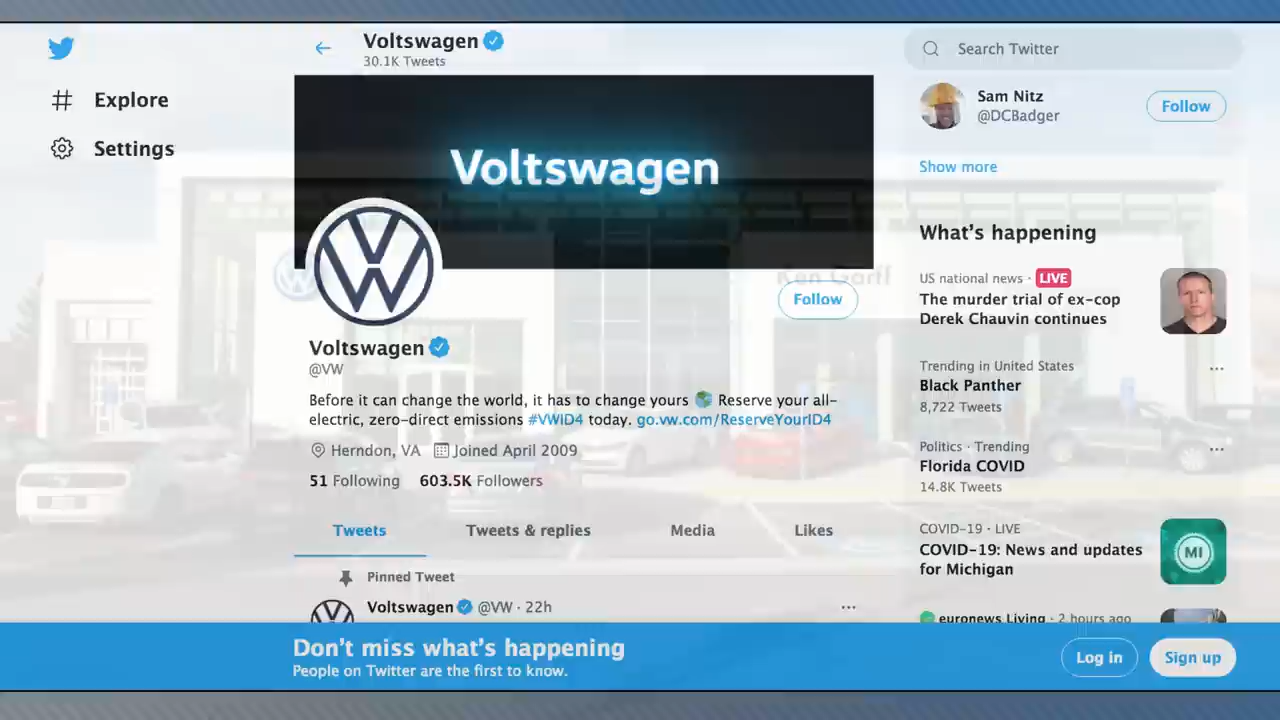 Voltswagen
30.1K Tweets
Search Twitter
Explore
Settings
Sam Nitz
@DCBadger
Follow
Show more
Voltswagen
Ken Garff
Follow
Voltswagen
@VW
Before it can change the world, it has to change yours 🌎 Reserve your all-
electric, zero-direct emissions #VWID4 today. go.vw.com/ReserveYourID4
Herndon, VA Joined April 2009
51 Following 603.5K Followers
Tweets Tweets & replies Media Likes
Pinned Tweet
Voltswagen @VW · 22h
What's happening
US national news · LIVE
The murder trial of ex-cop
Derek Chauvin continues
Trending in United States
Black Panther
8,722 Tweets
Politics · Trending
Florida COVID
14.8K Tweets
COVID-19 · LIVE
COVID-19: News and updates
for Michigan
MI
euronews Living · 2 hours ago
Don't miss what's happening
People on Twitter are the first to know.
Log in
Sign up